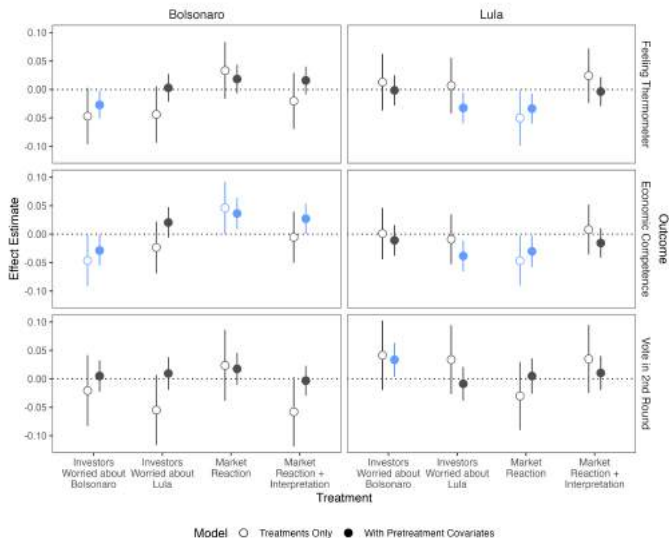 Bolsonaro
Lula
0.10
0.05
0.00
-0.05
-0.10
Feeling Thermometer
0.10
0.05
0.00
-0.05
-0.10
Economic Competence
0.10
0.05
0.00
-0.05
-0.10
Vote in 2nd Round
Effect Estimate
Outcome
Investors
Worried about
Bolsonaro
Investors
Worried about
Lula
Market
Reaction
Market
Reaction +
Interpretation
Investors
Worried about
Bolsonaro
Investors
Worried about
Lula
Market
Reaction
Market
Reaction +
Interpretation
Treatment
Model Treatments Only With Pretreatment Covariates